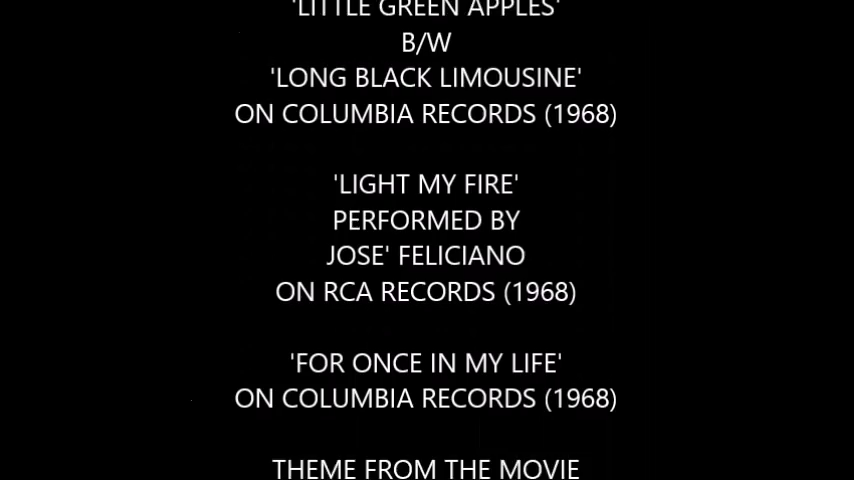 'LITTLE GREEN APPLES'
B/W
'LONG BLACK LIMOUSINE'
ON COLUMBIA RECORDS (1968)
'LIGHT MY FIRE'
PERFORMED BY
JOSE' FELICIANO
ON RCA RECORDS (1968)
'FOR ONCE IN MY LIFE'
ON COLUMBIA RECORDS (1968)
THEME FROM THE MOVIE